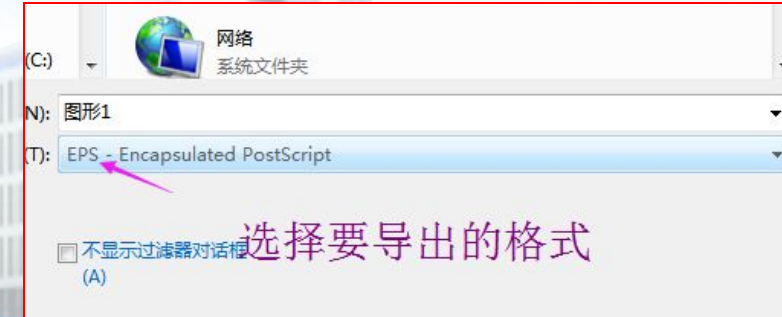 网络
(C:)
系统文件夹
N): 图形1
(T): EPS - Encapsulated PostScript
选择要导出的格式
不显示过滤器对话框
(A)